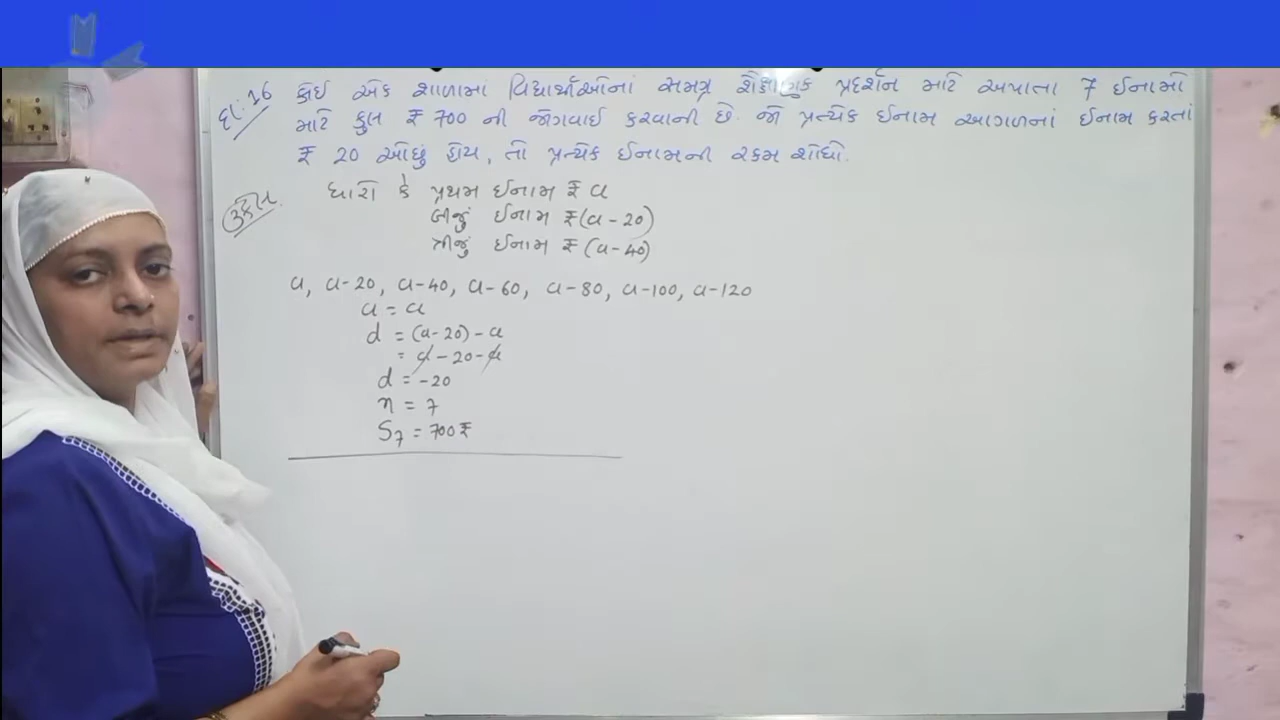 દા: 16 કોઈ એક શાળામાં વિદ્યાર્થીઓનાં સમગ્ર શૈક્ષણિક પ્રદર્શન માટે અપાતા 7 ઈનામો
માટે કુલ ₹ 700 ની જોગવાઈ કરવાની છે. જો પ્રત્યેક ઈનામ આગળનાં ઈનામ કરતાં
₹ 20 ઓછું હોય, તો પ્રત્યેક ઈનામની રકમ શોધો.
ઉકેલ ધારો કે પ્રથમ ઈનામ ₹ a
બીજું ઈનામ ₹ (a - 20)
ત્રીજું ઈનામ ₹ (a - 40)
a, a-20, a-40, a-60, a-80, a-100, a-120
a = a
d = (a-20) - a
= a - 20 - a
d = -20
n = 7
S₇ = 700 ₹